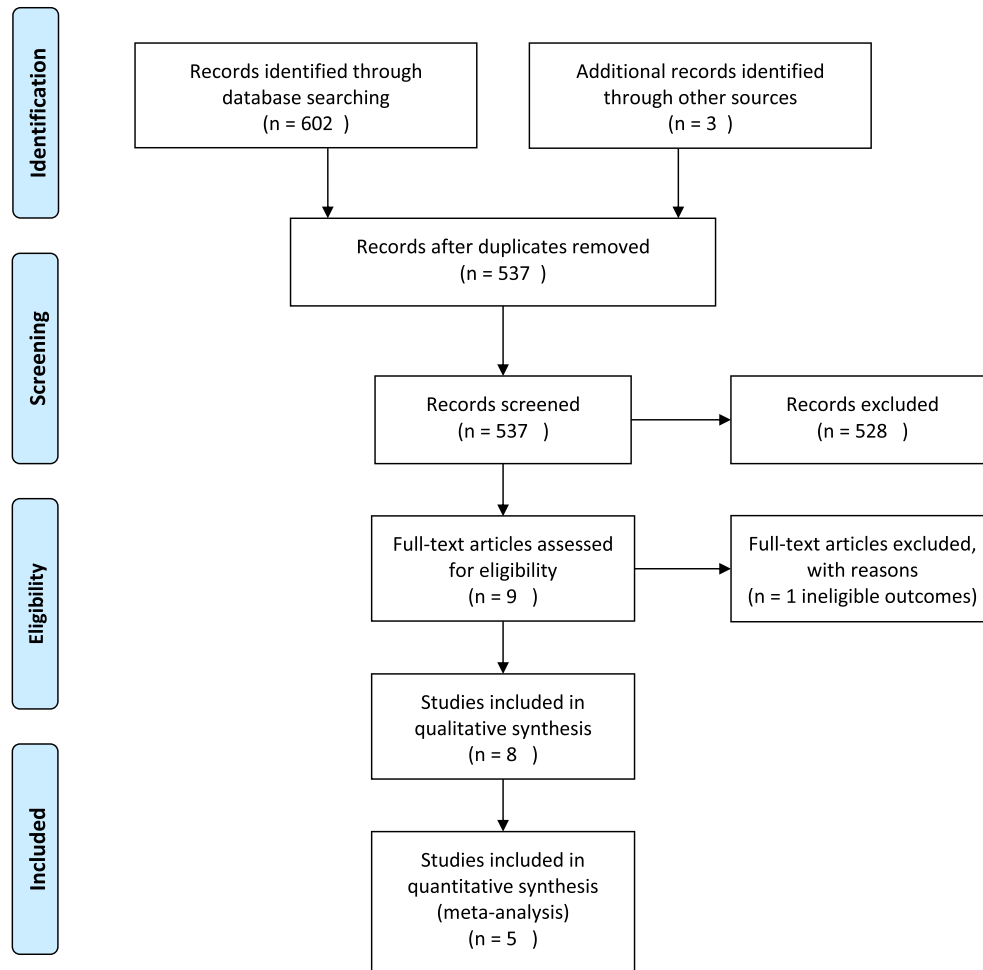 Identification
Records identified through
database searching
(n = 602   )
Additional records identified
through other sources
(n = 3   )
Records after duplicates removed
(n = 537   )
Screening
Records screened
(n = 537   )
Records excluded
(n = 528   )
Eligibility
Full-text articles assessed
for eligibility
(n = 9   )
Full-text articles excluded,
with reasons
(n = 1 ineligible outcomes)
Studies included in
qualitative synthesis
(n = 8   )
Included
Studies included in
quantitative synthesis
(meta-analysis)
(n = 5   )